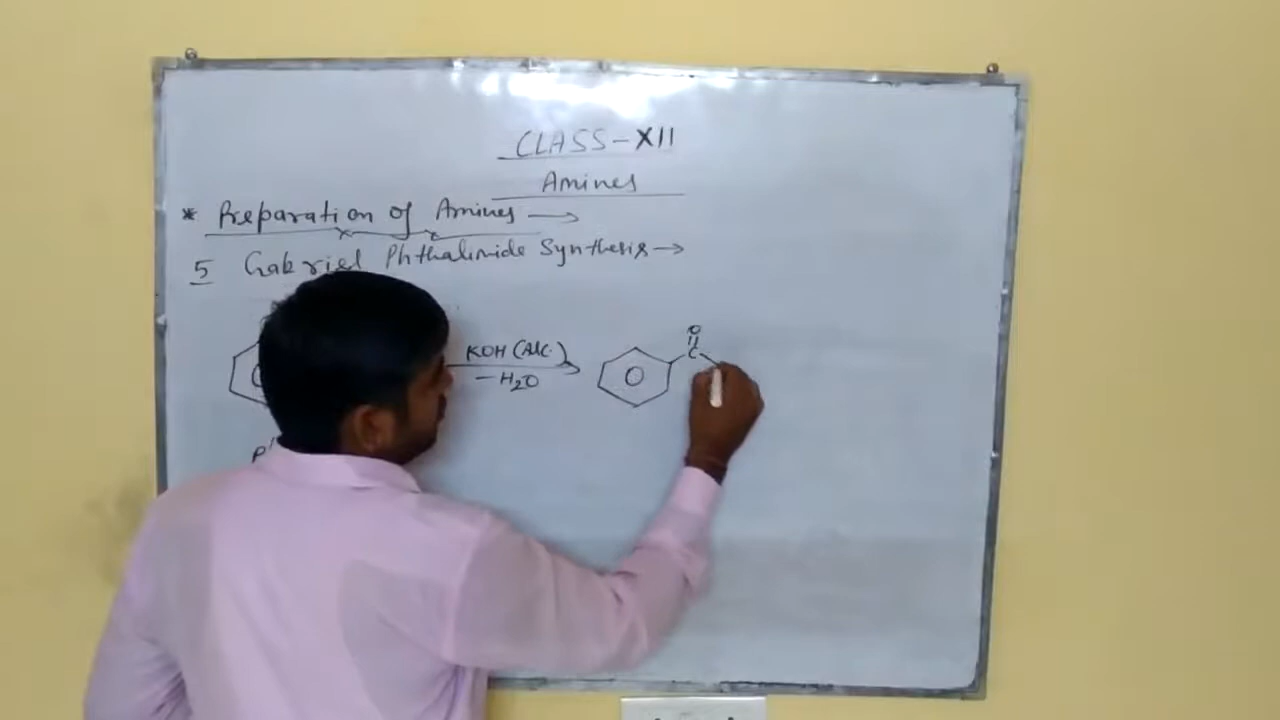 CLASS-XII
Amines
* Preparation of Amines →
5 Gabriel Phthalimide Synthesis →
KOH (Alc.)
-H2O
O
C